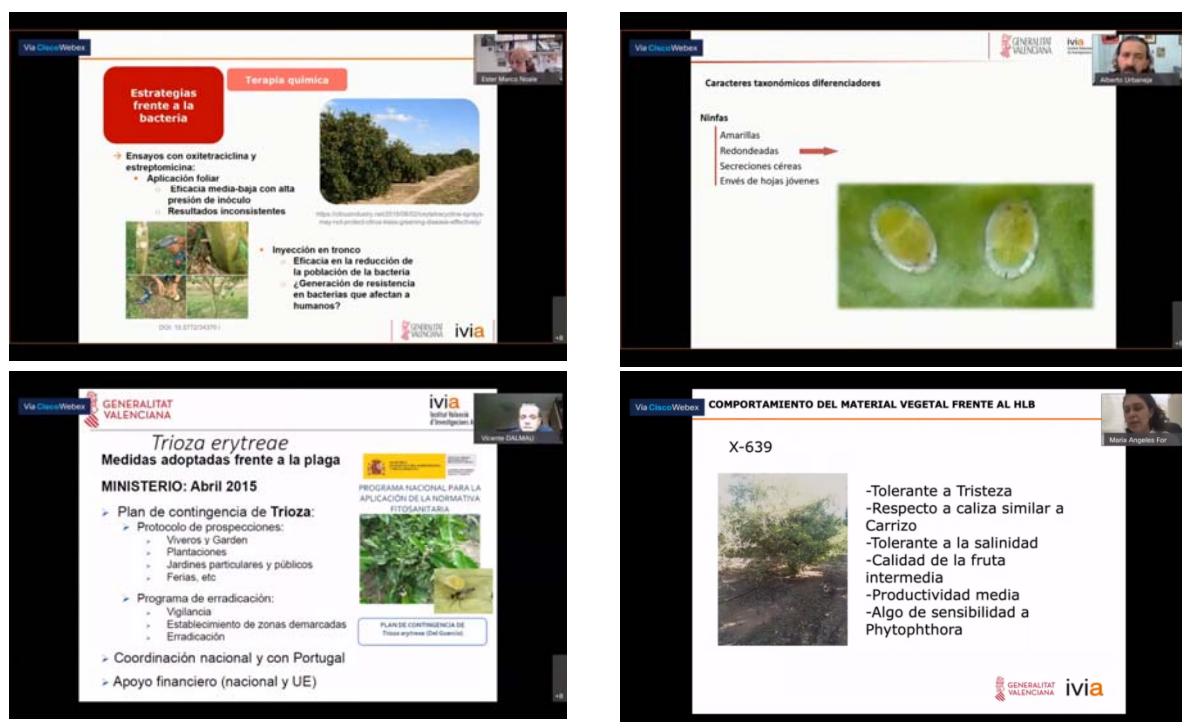 Via Cisco Webex
Ester Marco Noale
Estrategias
frente a la
bacteria
Terapia química
Ensayos con oxitetraciclina y
estreptomicina:
Aplicación foliar
Eficacia media-baja con alta
presión de inóculo
Resultados inconsistentes
Inyección en tronco
Eficacia en la reducción de
la población de la bacteria
¿Generación de resistencia
en bacterias que afectan a
humanos?
GENERALITAT
VALENCIANA
ivia
Via Cisco Webex
GENERALITAT
VALENCIANA
ivia
Alberto Urbaneja
Caracteres taxonómicos diferenciadores
Ninfas
Amarillas
Redondeadas
Secreciones céreas
Envés de hojas jóvenes
Via Cisco Webex
GENERALITAT
VALENCIANA
ivia
Institut Valencià
d'Investigacions A
Vicente DALMAU
Trioza erytreae
Medidas adoptadas frente a la plaga
MINISTERIO: Abril 2015
Plan de contingencia de Trioza:
Protocolo de prospecciones:
Viveros y Garden
Plantaciones
Jardines particulares y públicos
Ferias, etc
Programa de erradicación:
Vigilancia
Establecimiento de zonas demarcadas
Erradicación
Coordinación nacional y con Portugal
Apoyo financiero (nacional y UE)
PROGRAMA NACIONAL PARA LA
APLICACIÓN DE LA NORMATIVA
FITOSANITARIA
PLAN DE CONTINGENCIA DE
Trioza erytreae (Del Guercio)
Via Cisco Webex
COMPORTAMIENTO DEL MATERIAL VEGETAL FRENTE AL HLB
Maria Angeles For
X-639
-Tolerante a Tristeza
-Respecto a caliza similar a
Carrizo
-Tolerante a la salinidad
-Calidad de la fruta
intermedia
-Productividad media
-Algo de sensibilidad a
Phytophthora
GENERALITAT
VALENCIANA
ivia